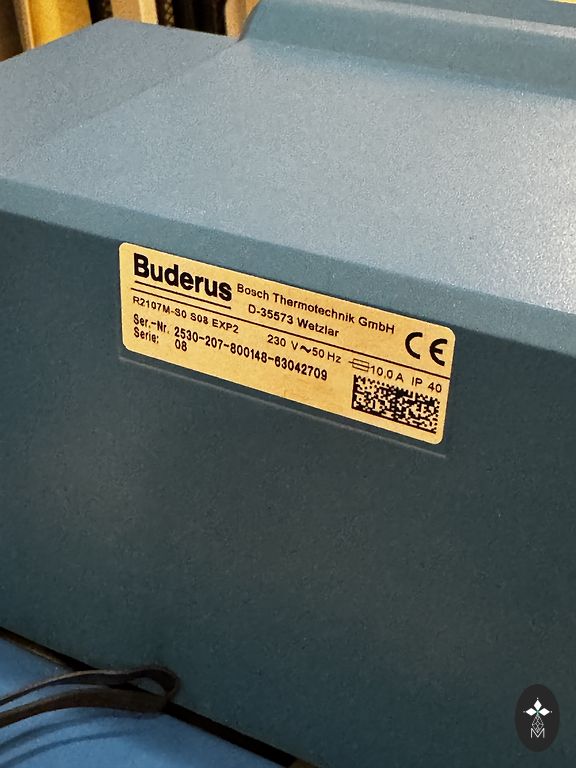 Buderus Bosch Thermotechnik GmbH
D-35573 Wetzlar
CE
R2107M-S0 S08 EXP2 230 V~50 Hz 10,0A IP 40
Ser.-Nr. 2530-207-800148-63042709
Serie: 08
M